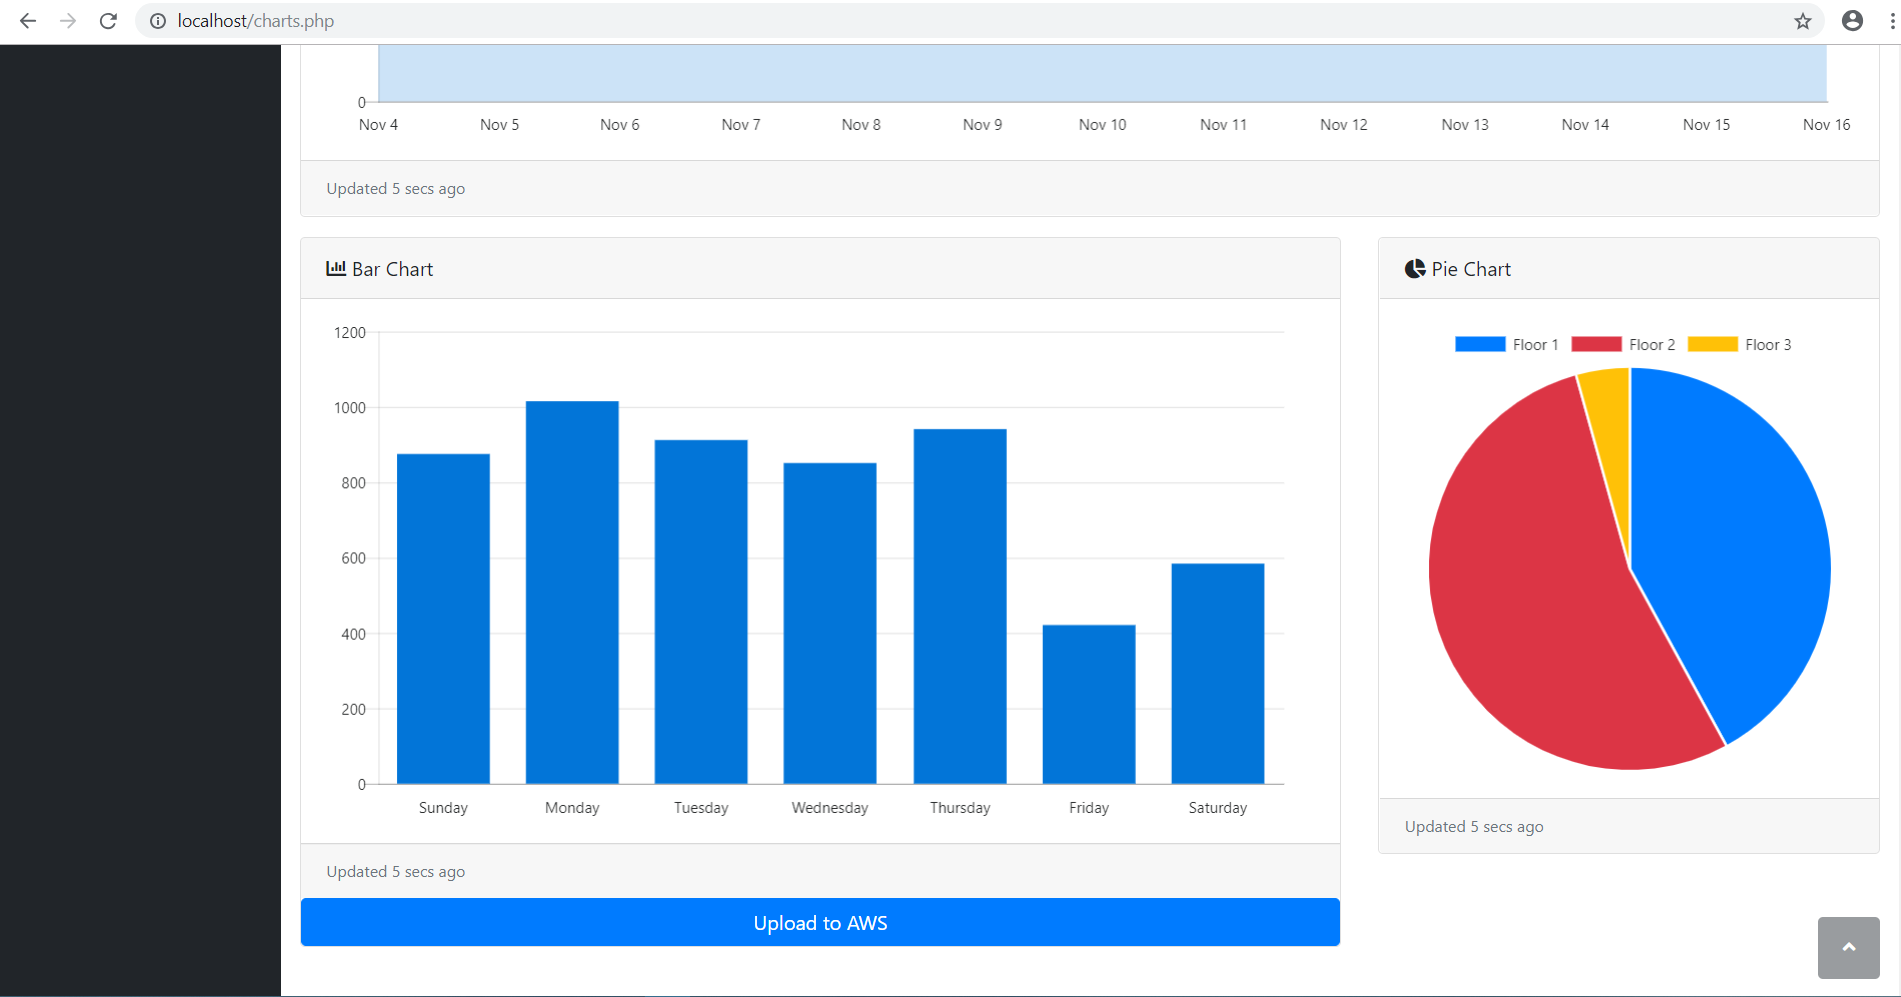 localhost/charts.php
0
Nov 4 Nov 5 Nov 6 Nov 7 Nov 8 Nov 9 Nov 10 Nov 11 Nov 12 Nov 13 Nov 14 Nov 15 Nov 16
Updated 5 secs ago
Bar Chart
1200
1000
800
600
400
200
0
Sunday Monday Tuesday Wednesday Thursday Friday Saturday
Updated 5 secs ago
Upload to AWS
Pie Chart
Floor 1 Floor 2 Floor 3
Updated 5 secs ago